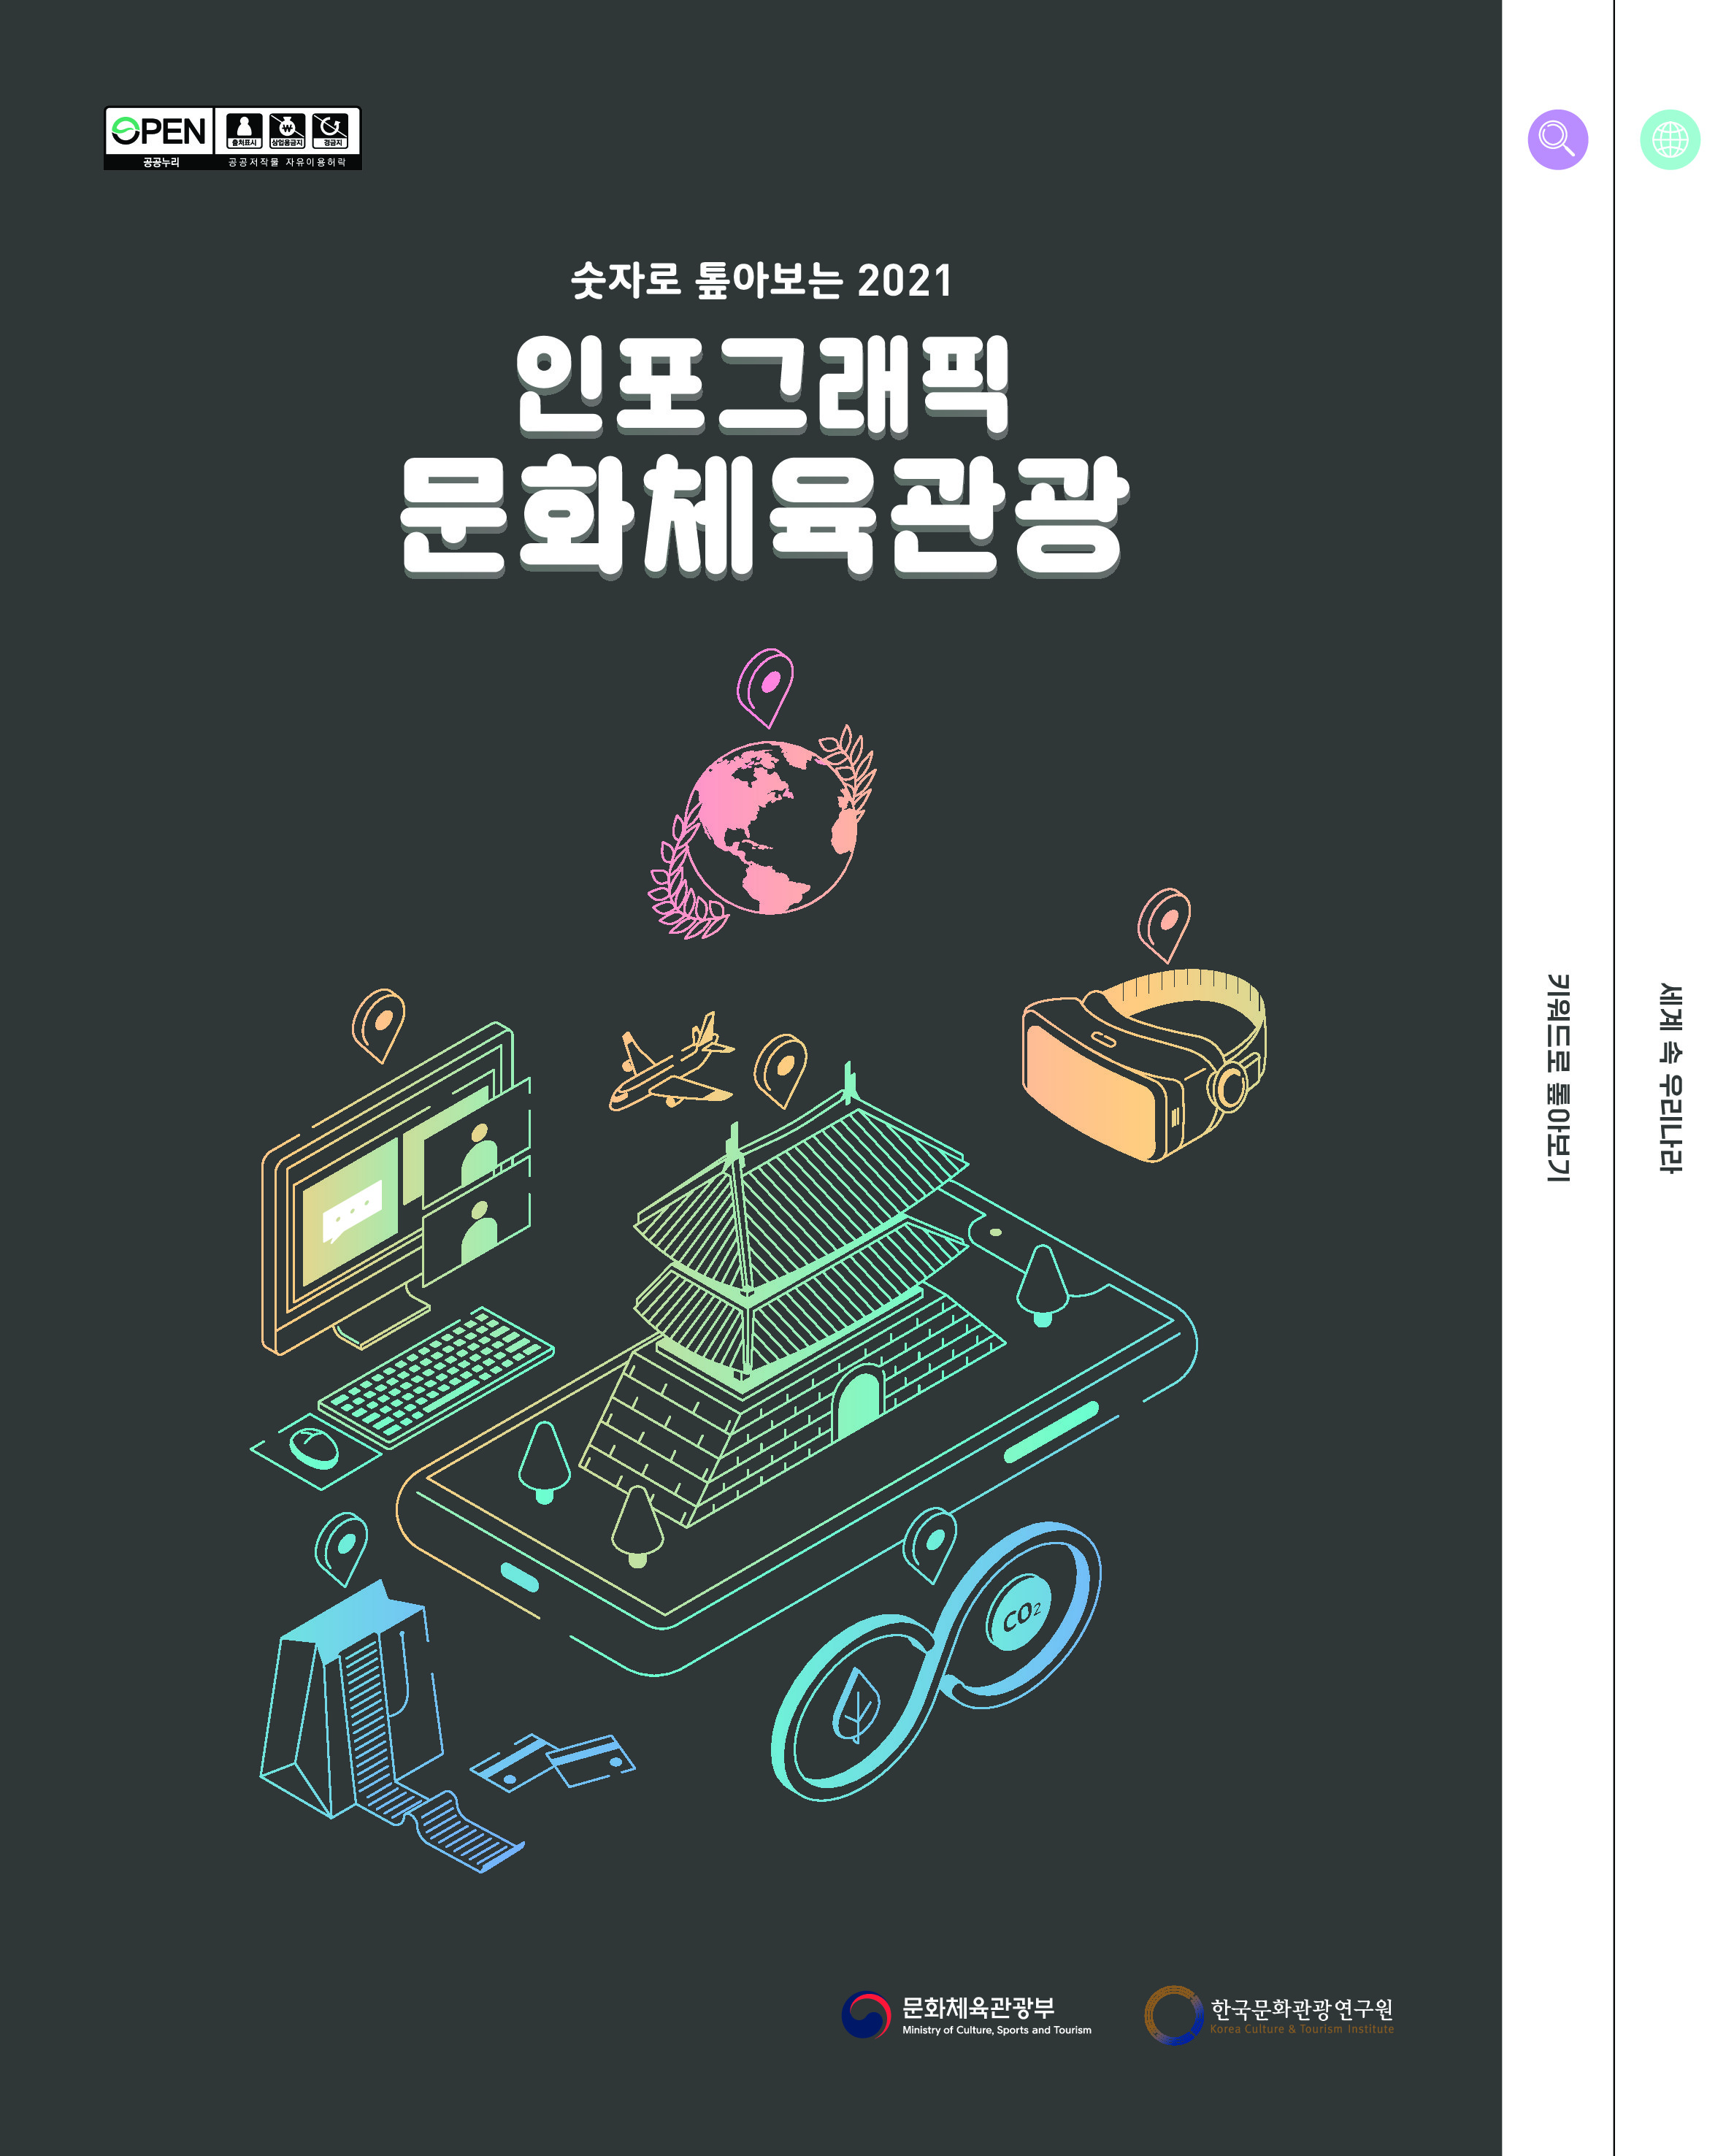 OPEN
출처표시 상업용금지 변경금지
공공누리 공공저작물 자유이용허락
숫자로 톺아보는 2021
인포그래픽
문화체육관광
CO2
문화체육관광부
Ministry of Culture, Sports and Tourism
한국문화관광연구원
Korea Culture & Tourism Institute
키워드로 톺아보기
세계 속 우리나라